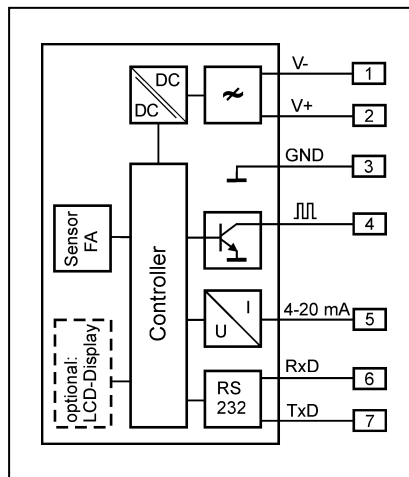 V-
1
DC
DC
V+
2
GND
3
4
Sensor
FA
Controller
I
U
4-20 mA
5
optional:
LCD-Display
RS
232
RxD
6
TxD
7